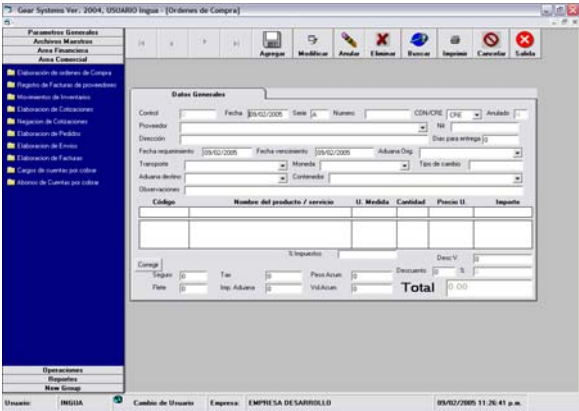 Gear Systems Ver. 2004, USUARIO Ingua - [Ordenes de Compra]
Parametros Generales
Archivos Maestros
Area Financiera
Area Comercial
Agregar Modificar Anular Eliminar Buscar Imprimir Cancelar Salida
Elaboración de ordenes de Compra
Registro de Facturas de proveedores
Movimientos de Inventarios
Elaboracion de Cotizaciones
Negacion de Cotizaciones
Elaboracion de Pedidos
Elaboracion de Envios
Elaboracion de Facturas
Cargos de cuentas por cobrar
Abonos de Cuentas por cobrar
Datos Generales
Control Fecha 09/02/2005 Serie A Numero CON/CRE CRE Anulado
Proveedor Nit
Dirección Dias para entrega 0
Fecha requerimiento 09/02/2005 Fecha vencimiento 09/02/2005 Aduana Orig.
Transporte Moneda Tipo de cambio
Aduana destino Contenedor
Observaciones
Código Nombre del producto / servicio U. Medida Cantidad Precio U. Importe
% Impuestos Desc V. 0
Corregir
Seguro 0 Tax 0 Peso Acum 0 Descuento 0 %
Flete 0 Imp. Aduana 0 Vol.Acum 0 Total 0.00
Operaciones
Reportes
New Group
Usuario: INGUA Cambio de Usuario Empresa: EMPRESA DESARROLLO 09/02/2005 11:26:41 p.m.